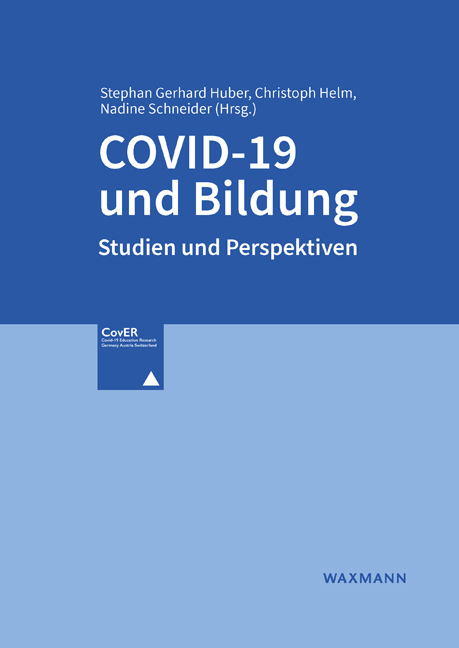 Stephan Gerhard Huber, Christoph Helm,
Nadine Schneider (Hrsg.)
COVID-19
und Bildung
Studien und Perspektiven
CovER
Covid-19 Education Research
Germany Austria Switzerland
WAXMANN